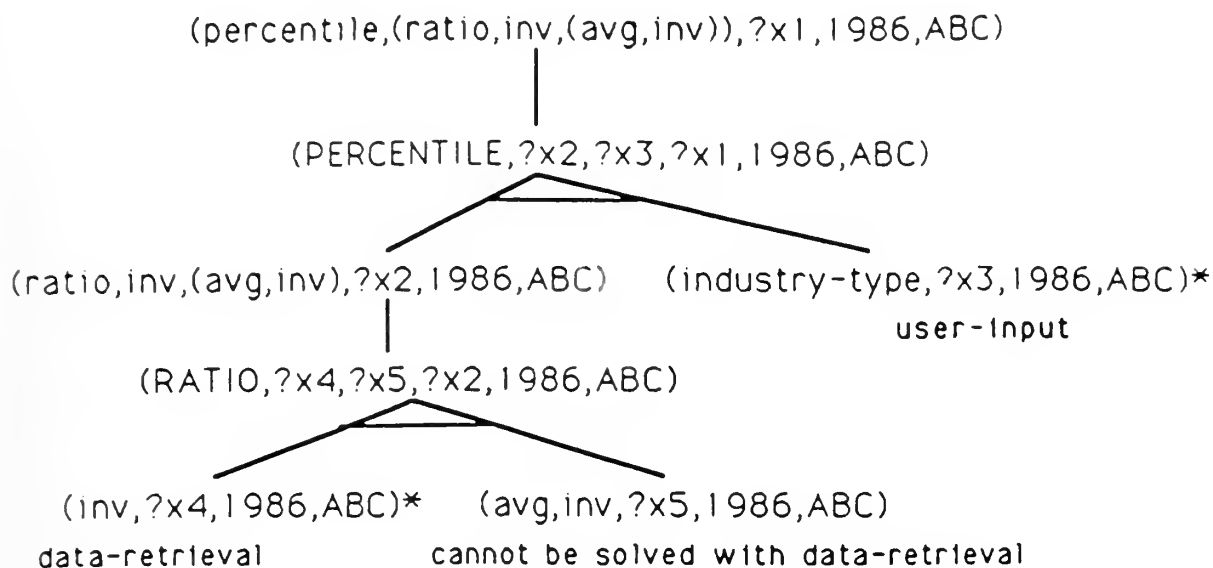 (percentile,(ratio,inv,(avg,inv)),?x1,1986,ABC)
(PERCENTILE,?x2,?x3,?x1,1986,ABC)
(ratio,inv,(avg,inv),?x2,1986,ABC) (industry-type,?x3,1986,ABC)*
user-input
(RATIO,?x4,?x5,?x2,1986,ABC)
(inv,?x4,1986,ABC)* (avg,inv,?x5,1986,ABC)
data-retrieval cannot be solved with data-retrieval